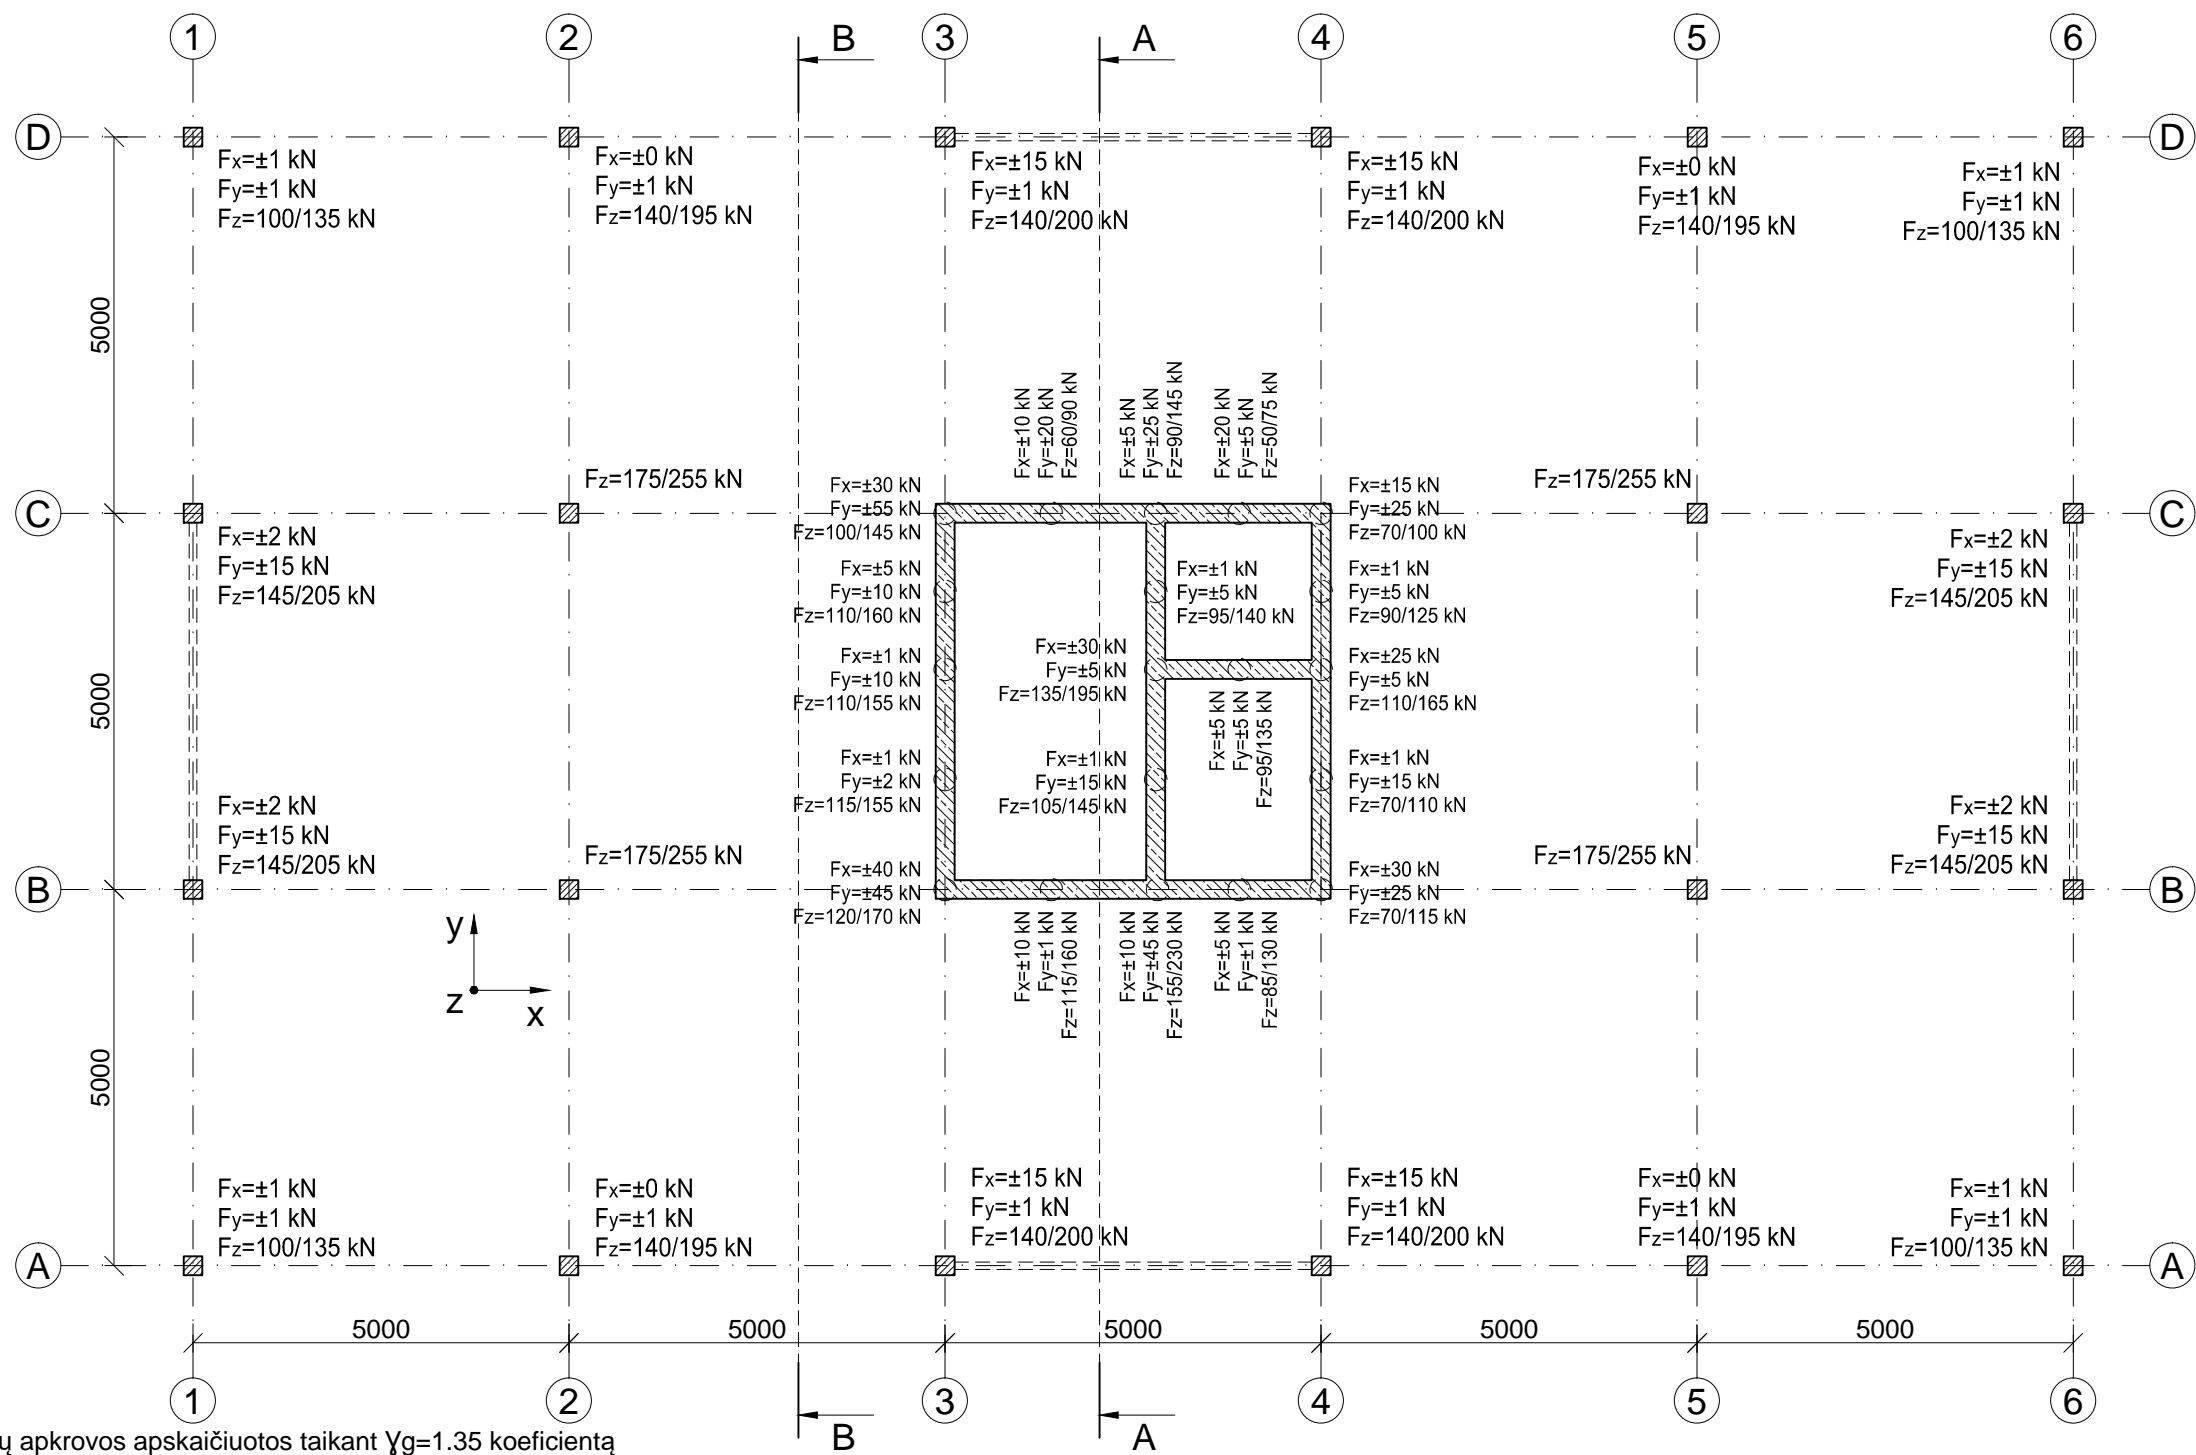 1 2 B 3 A 4 5 6
D D
Fx=±1 kN
Fy=±1 kN
Fz=100/135 kN
Fx=±0 kN
Fy=±1 kN
Fz=140/195 kN
Fx=±15 kN
Fy=±1 kN
Fz=140/200 kN
Fx=±15 kN
Fy=±1 kN
Fz=140/200 kN
Fx=±0 kN
Fy=±1 kN
Fz=140/195 kN
Fx=±1 kN
Fy=±1 kN
Fz=100/135 kN
5000
Fx=±10 kN
Fy=±20 kN
Fz=60/90 kN
Fx=±5 kN
Fy=±25 kN
Fz=90/145 kN
Fx=±20 kN
Fy=±5 kN
Fz=50/75 kN
Fz=175/255 kN
Fz=175/255 kN
C C
Fx=±2 kN
Fy=±15 kN
Fz=145/205 kN
Fx=±30 kN
Fy=±55 kN
Fz=100/145 kN
Fx=±15 kN
Fy=±25 kN
Fz=70/100 kN
Fx=±2 kN
Fy=±15 kN
Fz=145/205 kN
Fx=±5 kN
Fy=±10 kN
Fz=110/160 kN
Fx=±1 kN
Fy=±5 kN
Fz=95/140 kN
Fx=±1 kN
Fy=±5 kN
Fz=90/125 kN
5000
Fx=±1 kN
Fy=±10 kN
Fz=110/155 kN
Fx=±30 kN
Fy=±5 kN
Fz=135/195 kN
Fx=±25 kN
Fy=±5 kN
Fz=110/165 kN
Fx=±5 kN
Fy=±5 kN
Fz=95/135 kN
Fx=±1 kN
Fy=±2 kN
Fz=115/155 kN
Fx=±1 kN
Fy=±15 kN
Fz=105/145 kN
Fx=±1 kN
Fy=±15 kN
Fz=70/110 kN
Fx=±2 kN
Fy=±15 kN
Fz=145/205 kN
Fz=175/255 kN
Fz=175/255 kN
Fx=±2 kN
Fy=±15 kN
Fz=145/205 kN
B B
Fx=±40 kN
Fy=±45 kN
Fz=120/170 kN
Fx=±30 kN
Fy=±25 kN
Fz=70/115 kN
Fx=±10 kN
Fy=±1 kN
Fz=115/160 kN
Fx=±10 kN
Fy=±45 kN
Fz=155/230 kN
Fx=±5 kN
Fy=±1 kN
Fz=85/130 kN
y
z x
5000
Fx=±1 kN
Fy=±1 kN
Fz=100/135 kN
Fx=±0 kN
Fy=±1 kN
Fz=140/195 kN
Fx=±15 kN
Fy=±1 kN
Fz=140/200 kN
Fx=±15 kN
Fy=±1 kN
Fz=140/200 kN
Fx=±0 kN
Fy=±1 kN
Fz=140/195 kN
Fx=±1 kN
Fy=±1 kN
Fz=100/135 kN
A A
5000 5000 5000 5000 5000
1 2 B 3 A 4 5 6
ų apkrovos apskaičiuotos taikant Ɣg=1.35 koeficientą